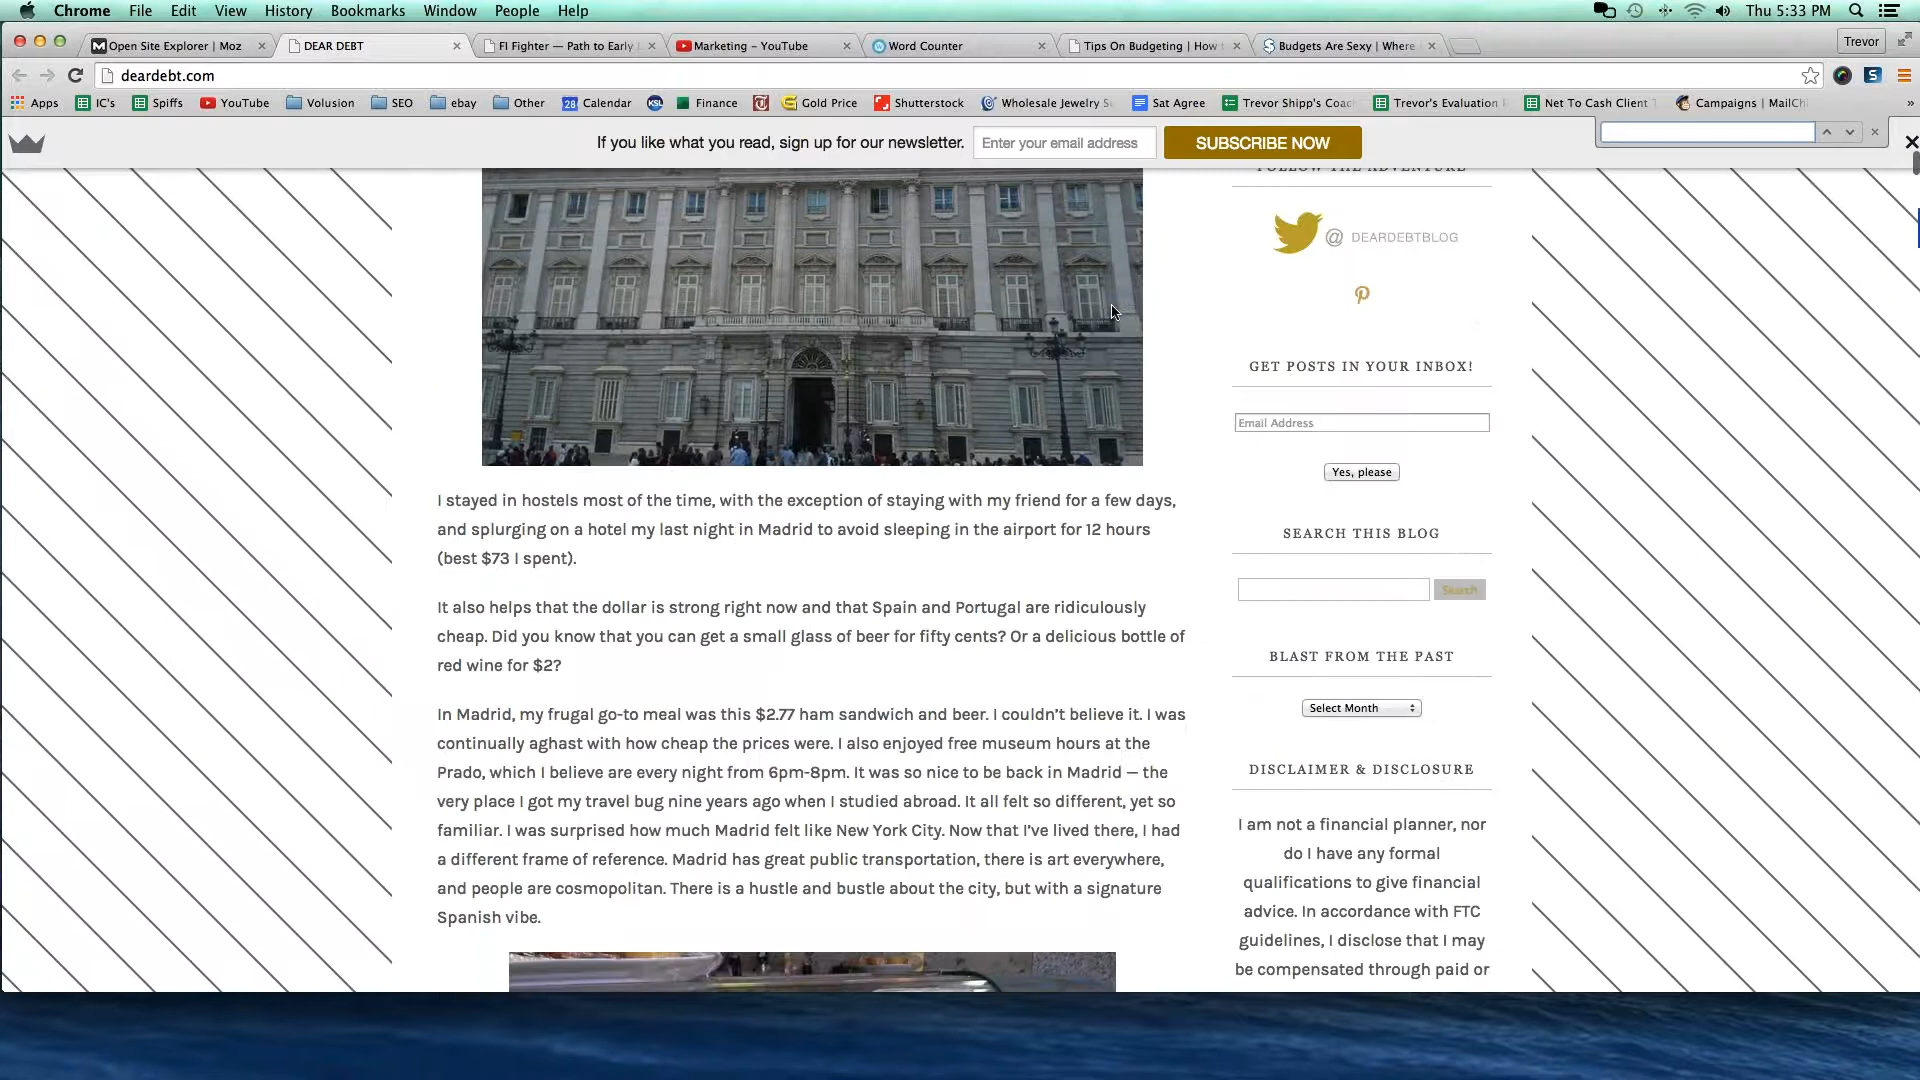 Chrome File Edit View History Bookmarks Window People Help Thu 5:33 PM
Open Site Explorer | Moz DEAR DEBT FI Fighter — Path to Early Marketing - YouTube Word Counter Tips On Budgeting | How Budgets Are Sexy | Where Trevor
deardebt.com
Apps IC's Spiffs YouTube Volusion SEO ebay Other 28 Calendar KSL Finance Gold Price Shutterstock Wholesale Jewelry S Sat Agree Trevor Shipp's Coac Trevor's Evaluation Net To Cash Client Campaigns | MailCh »
If you like what you read, sign up for our newsletter. Enter your email address SUBSCRIBE NOW
FOLLOW THE ADVENTURE
@ DEARDEBTBLOG
GET POSTS IN YOUR INBOX!
Email Address
Yes, please
SEARCH THIS BLOG
Search
BLAST FROM THE PAST
Select Month
DISCLAIMER & DISCLOSURE
I am not a financial planner, nor
do I have any formal
qualifications to give financial
advice. In accordance with FTC
guidelines, I disclose that I may
be compensated through paid or
I stayed in hostels most of the time, with the exception of staying with my friend for a few days,
and splurging on a hotel my last night in Madrid to avoid sleeping in the airport for 12 hours
(best $73 I spent).
It also helps that the dollar is strong right now and that Spain and Portugal are ridiculously
cheap. Did you know that you can get a small glass of beer for fifty cents? Or a delicious bottle of
red wine for $2?
In Madrid, my frugal go-to meal was this $2.77 ham sandwich and beer. I couldn't believe it. I was
continually aghast with how cheap the prices were. I also enjoyed free museum hours at the
Prado, which I believe are every night from 6pm-8pm. It was so nice to be back in Madrid — the
very place I got my travel bug nine years ago when I studied abroad. It all felt so different, yet so
familiar. I was surprised how much Madrid felt like New York City. Now that I've lived there, I had
a different frame of reference. Madrid has great public transportation, there is art everywhere,
and people are cosmopolitan. There is a hustle and bustle about the city, but with a signature
Spanish vibe.